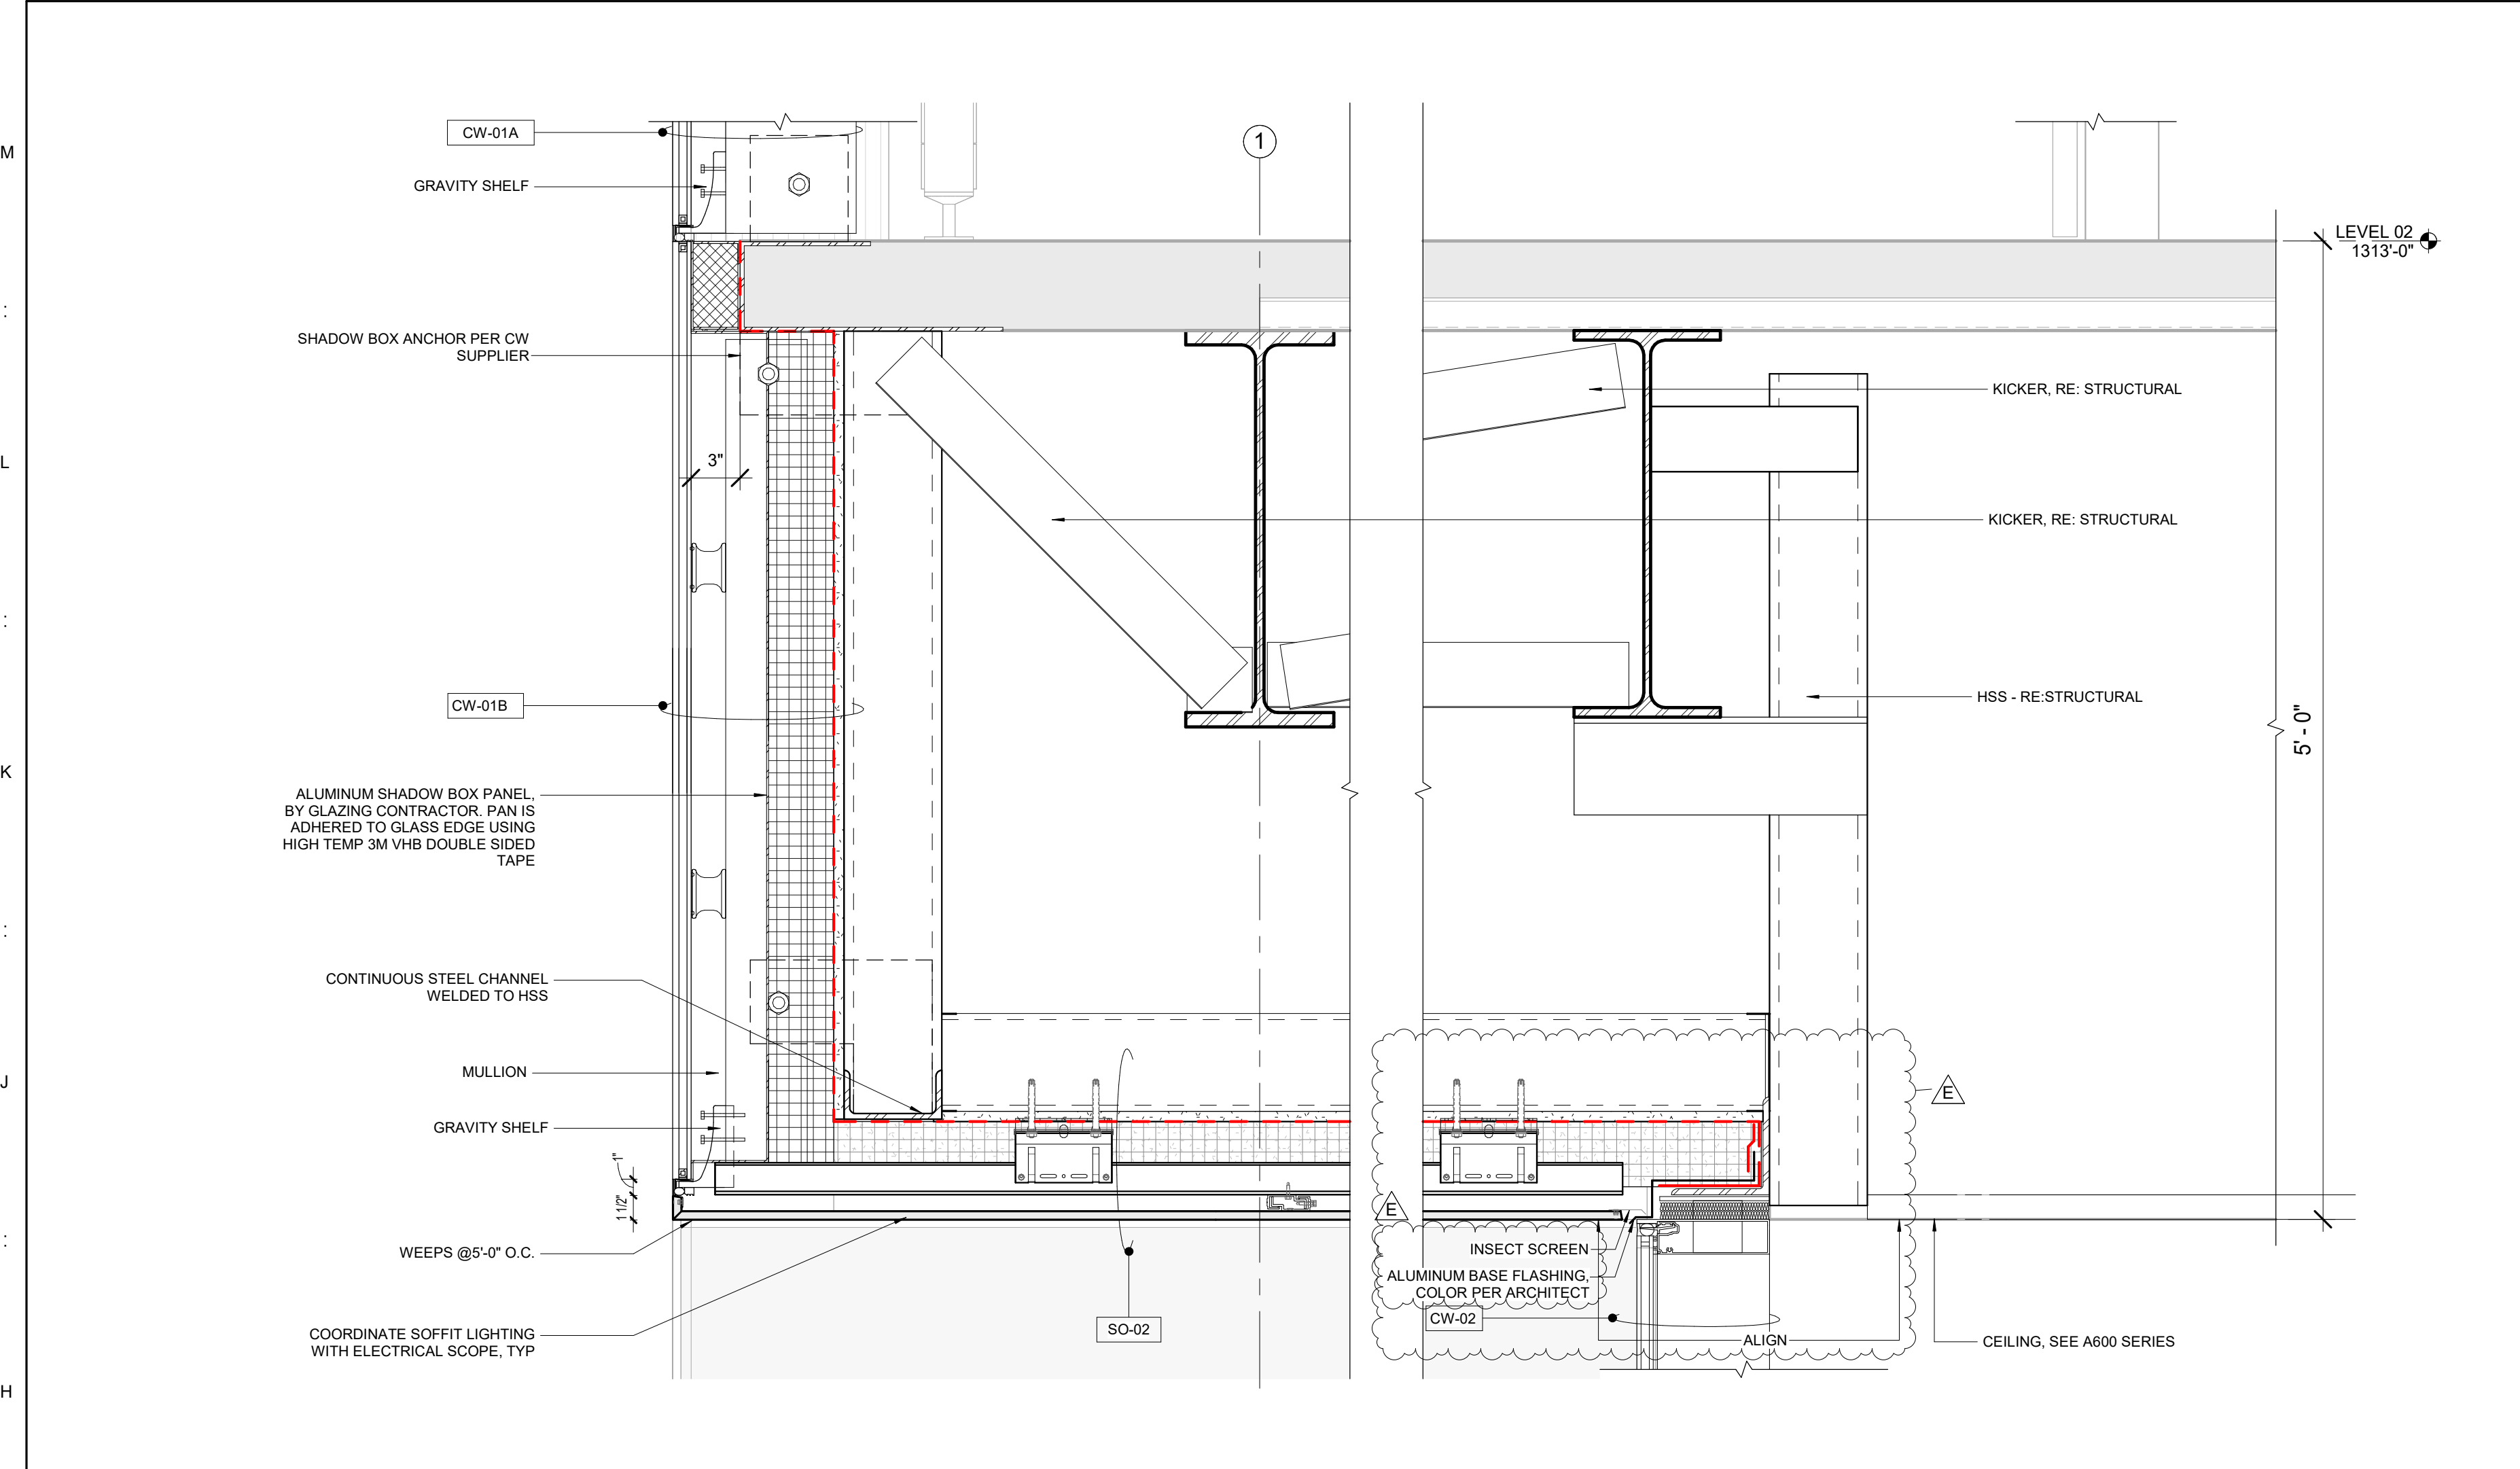 M
:
L
:
K
:
J
:
H
CW-01A
GRAVITY SHELF
1
LEVEL 02
1313'-0"
SHADOW BOX ANCHOR PER CW
SUPPLIER
KICKER, RE: STRUCTURAL
3"
KICKER, RE: STRUCTURAL
HSS - RE:STRUCTURAL
CW-01B
5' - 0"
ALUMINUM SHADOW BOX PANEL,
BY GLAZING CONTRACTOR. PAN IS
ADHERED TO GLASS EDGE USING
HIGH TEMP 3M VHB DOUBLE SIDED
TAPE
CONTINUOUS STEEL CHANNEL
WELDED TO HSS
MULLION
E
GRAVITY SHELF
1"
1 1/2"
E
WEEPS @5'-0" O.C.
INSECT SCREEN
ALUMINUM BASE FLASHING,
COLOR PER ARCHITECT
CW-02
SO-02
COORDINATE SOFFIT LIGHTING
WITH ELECTRICAL SCOPE, TYP
ALIGN
CEILING, SEE A600 SERIES